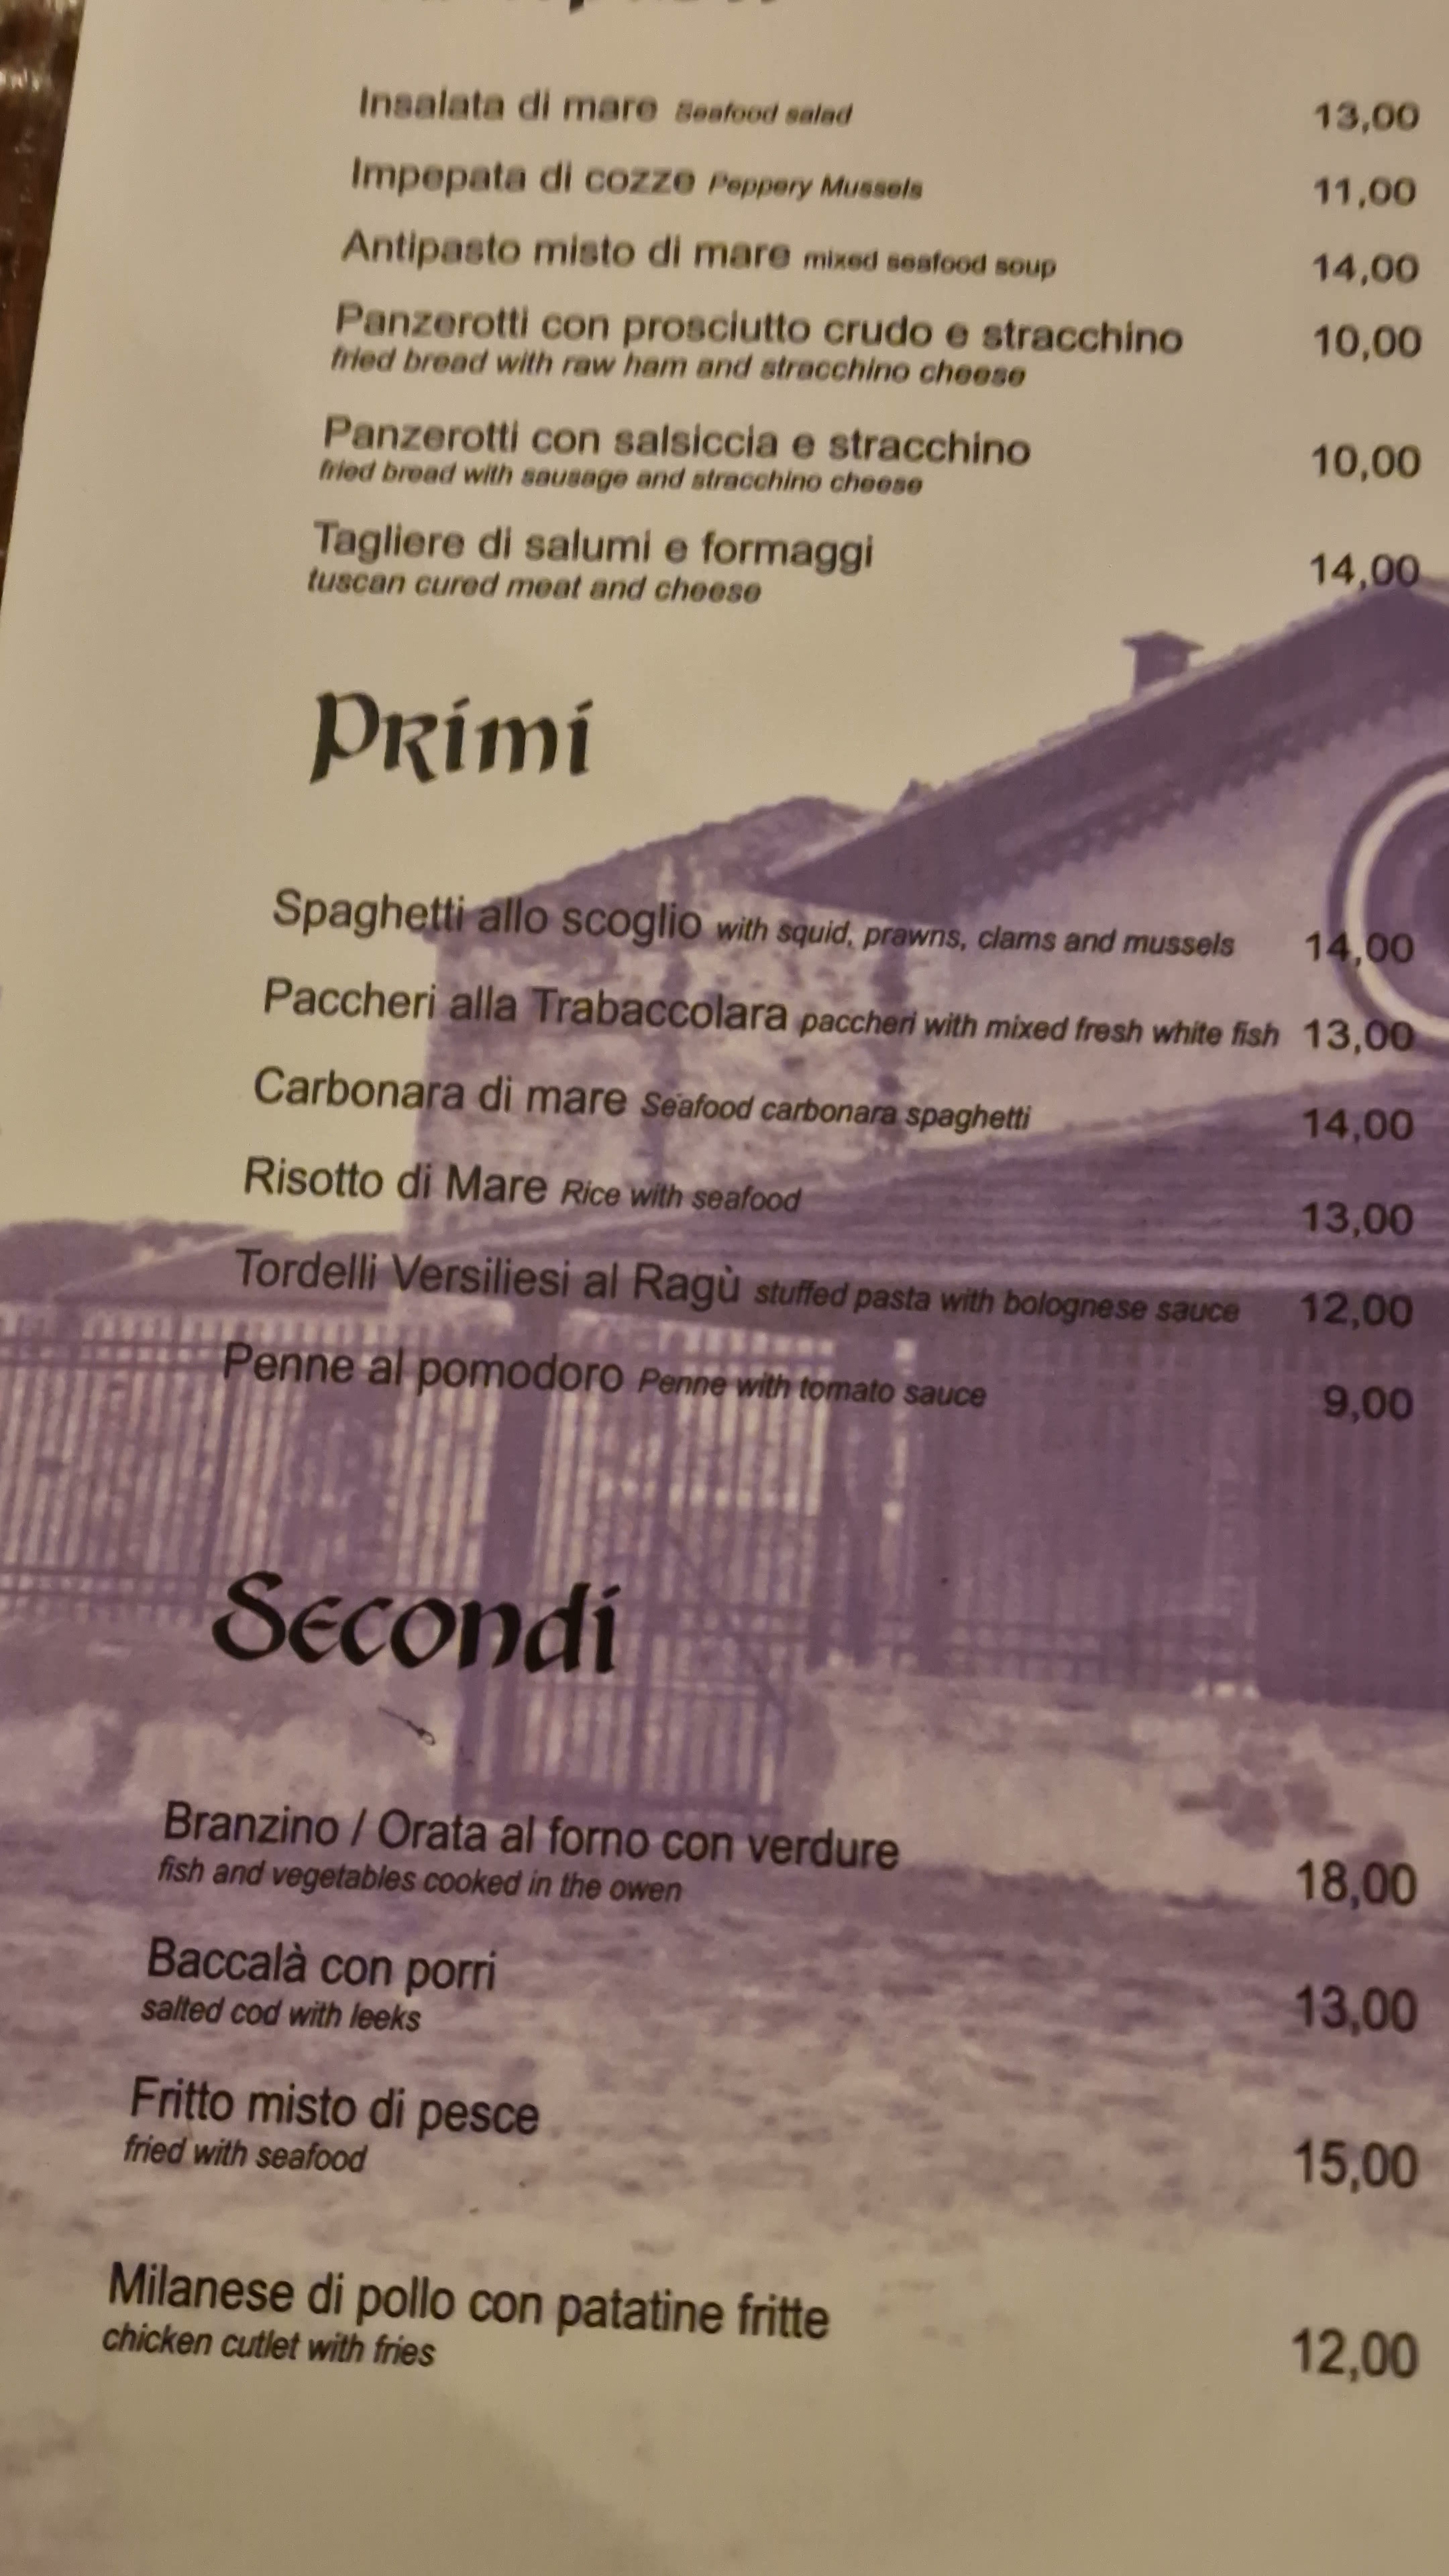 Insalata di mare Seafood salad 13,00
Impepata di cozze Peppery Mussels 11,00
Antipasto misto di mare mixed seafood soup 14,00
Panzerotti con prosciutto crudo e stracchino 10,00
fried bread with raw ham and stracchino cheese
Panzerotti con salsiccia e stracchino 10,00
fried bread with sausage and stracchino cheese
Tagliere di salumi e formaggi 14,00
tuscan cured meat and cheese
Primi
Spaghetti allo scoglio with squid, prawns, clams and mussels 14,00
Paccheri alla Trabaccolara paccheri with mixed fresh white fish 13,00
Carbonara di mare Seafood carbonara spaghetti 14,00
Risotto di Mare Rice with seafood 13,00
Tordelli Versiliesi al Ragù stuffed pasta with bolognese sauce 12,00
Penne al pomodoro Penne with tomato sauce 9,00
Secondi
Branzino / Orata al forno con verdure 18,00
fish and vegetables cooked in the owen
Baccalà con porri 13,00
salted cod with leeks
Fritto misto di pesce 15,00
fried with seafood
Milanese di pollo con patatine fritte 12,00
chicken cutlet with fries